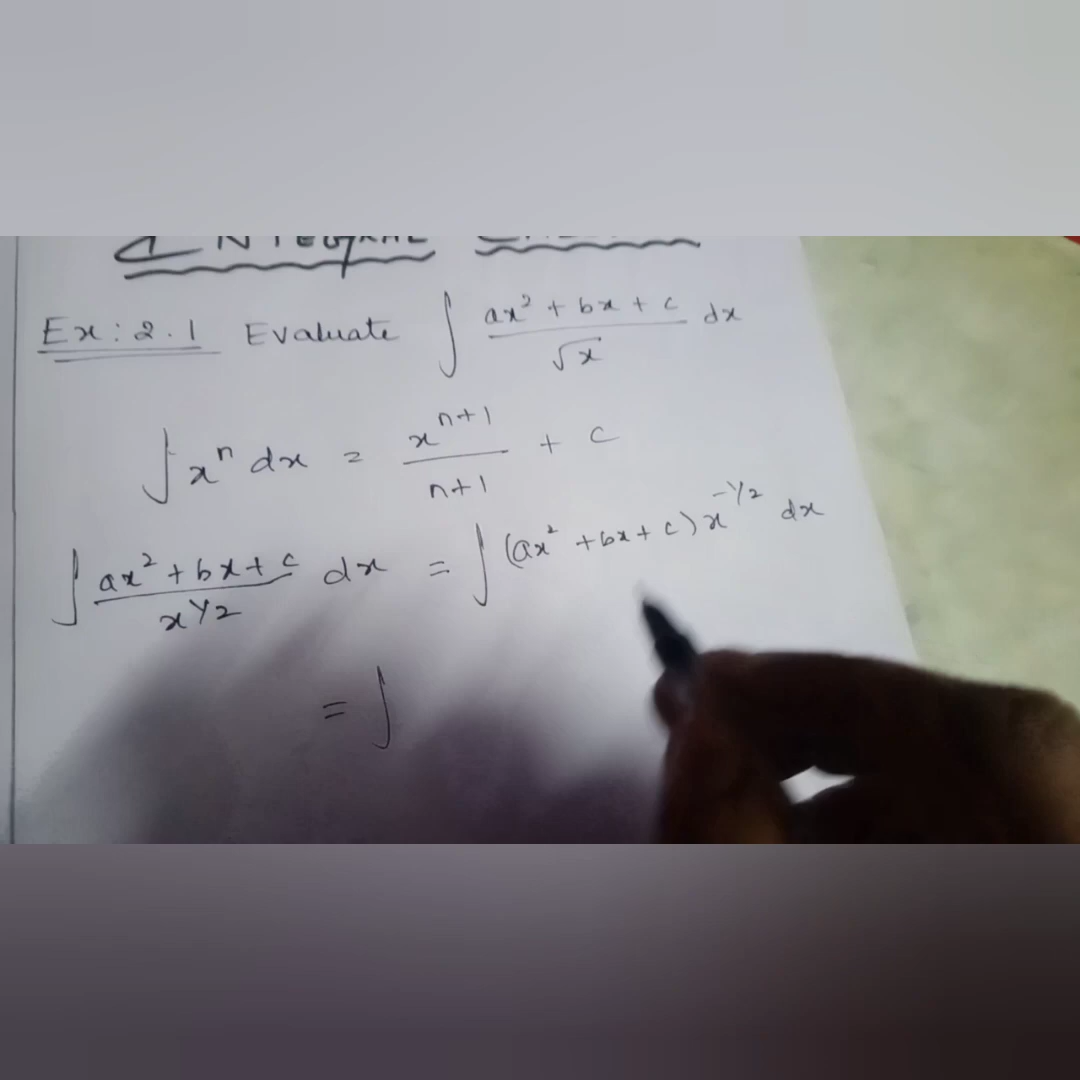 Ex: 2.1 Evaluate ∫ ax² + bx + c / √x dx
∫ xⁿ dx = xⁿ⁺¹ / n+1 + c
∫ ax² + bx + c / x^1/2 dx = ∫ (ax² + bx + c) x^-1/2 dx
= ∫